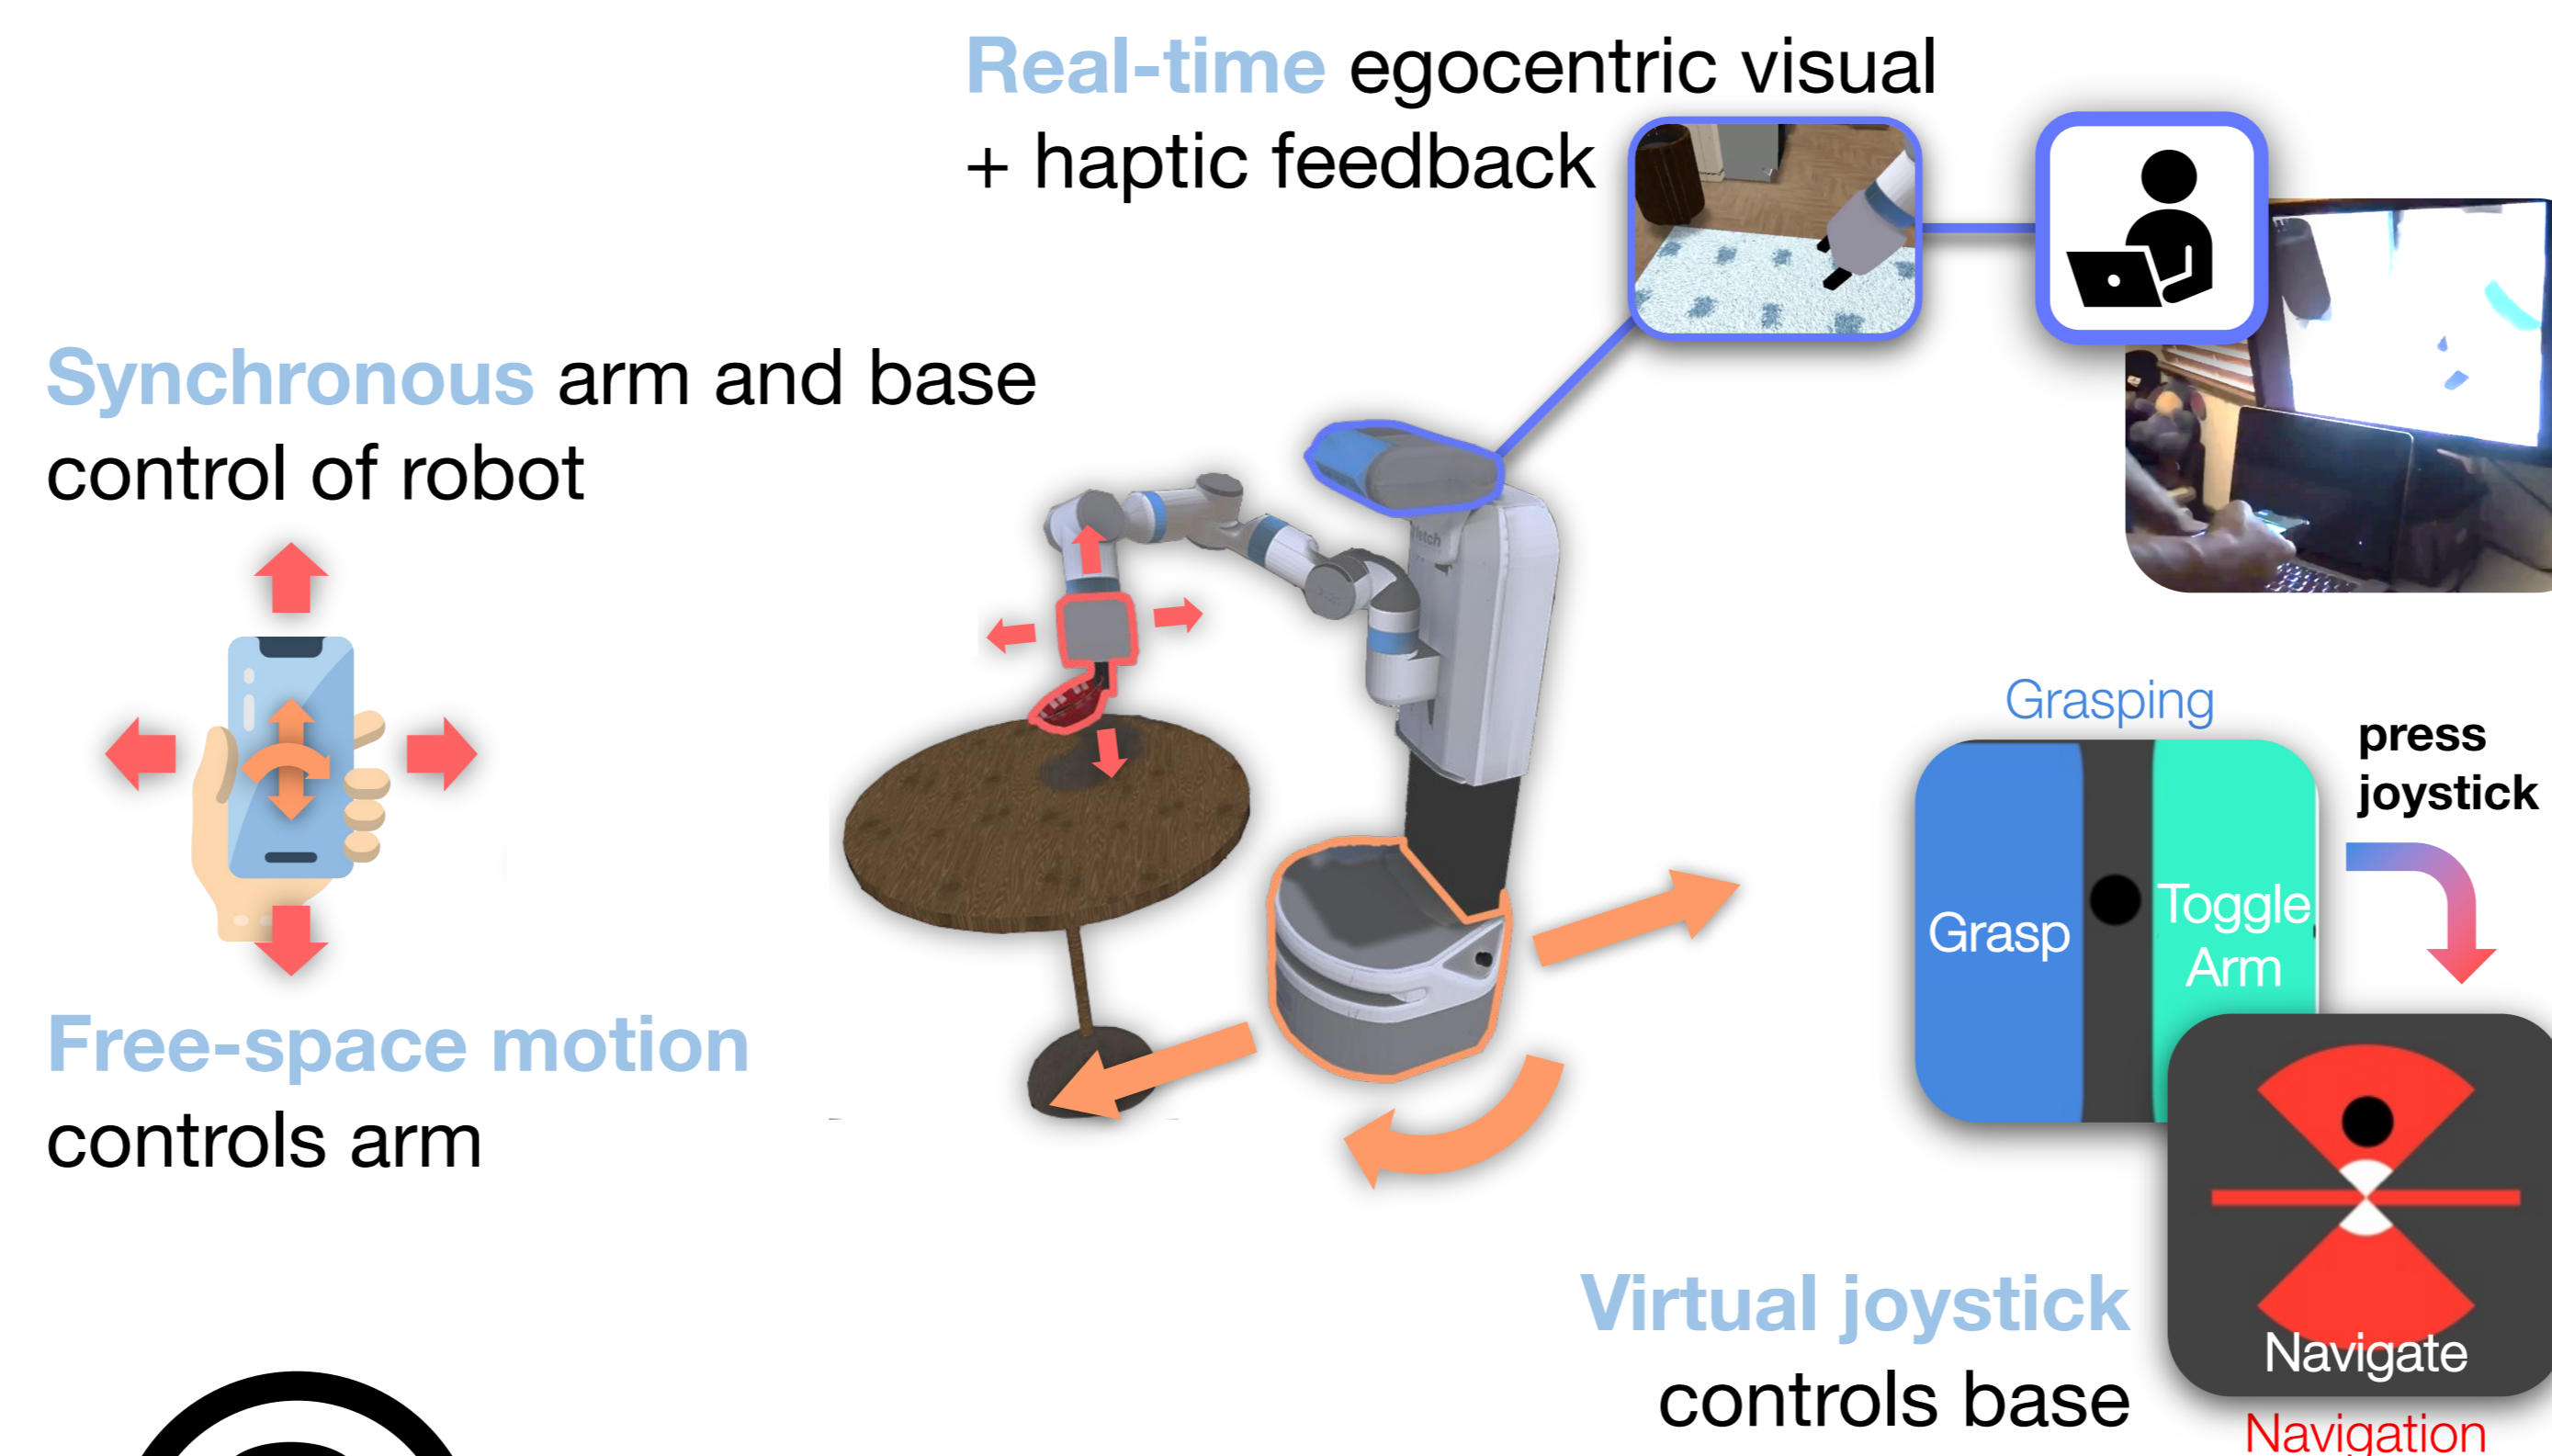 Real-time egocentric visual
+ haptic feedback
Synchronous arm and base
control of robot
fetch
Free-space motion
controls arm
Grasping
press
joystick
Grasp
Toggle
Arm
Navigate
Navigation
Virtual joystick
controls base